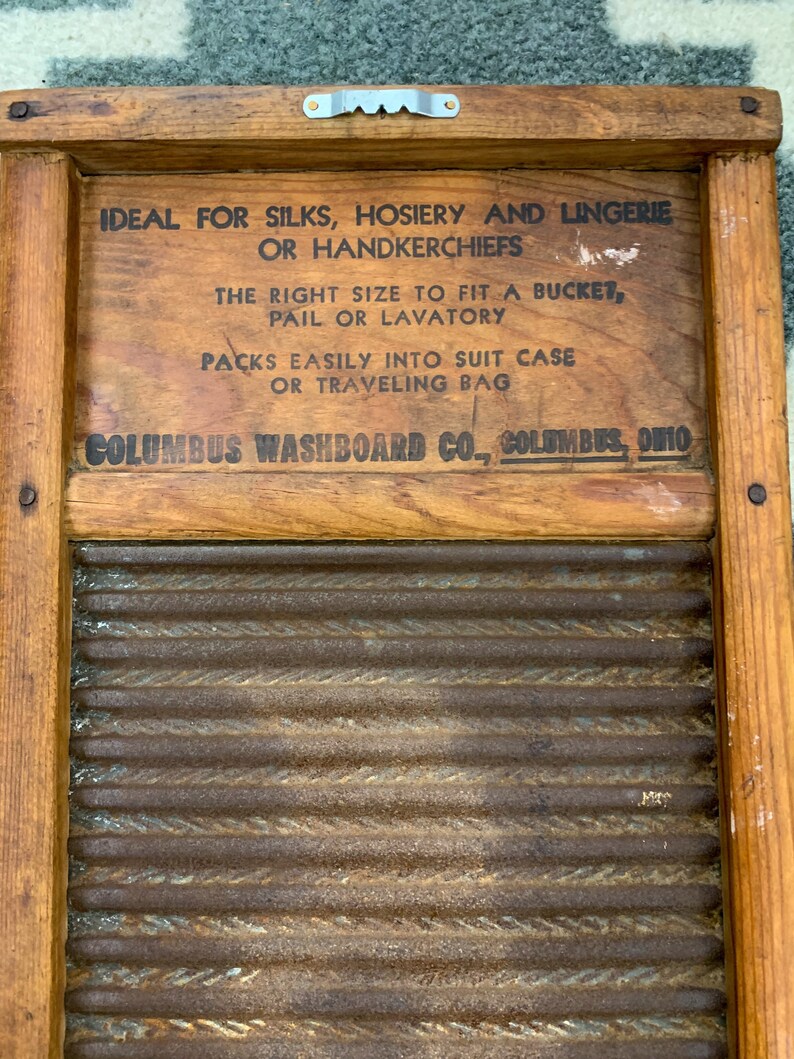 IDEAL FOR SILKS, HOSIERY AND LINGERIE
OR HANDKERCHIEFS
THE RIGHT SIZE TO FIT A BUCKET,
PAIL OR LAVATORY
PACKS EASILY INTO SUIT CASE
OR TRAVELING BAG
COLUMBUS WASHBOARD CO., COLUMBUS, OHIO